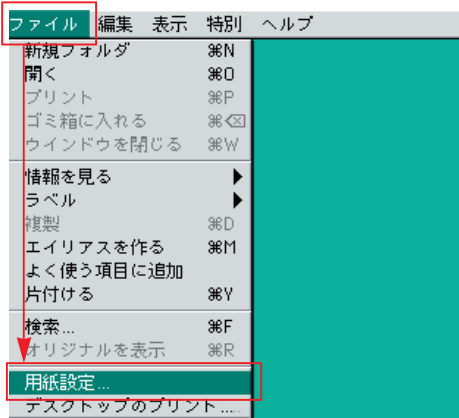 ファイル 編集 表示 特別 ヘルプ
新規フォルダ ⌘N
開く ⌘O
プリント ⌘P
ゴミ箱に入れる ⌘⌫
ウインドウを閉じる ⌘W
情報を見る ▶
ラベル ▶
複製 ⌘D
エイリアスを作る ⌘M
よく使う項目に追加
片付ける ⌘Y
検索... ⌘F
オリジナルを表示 ⌘R
用紙設定...
デスクトップのプリント.....